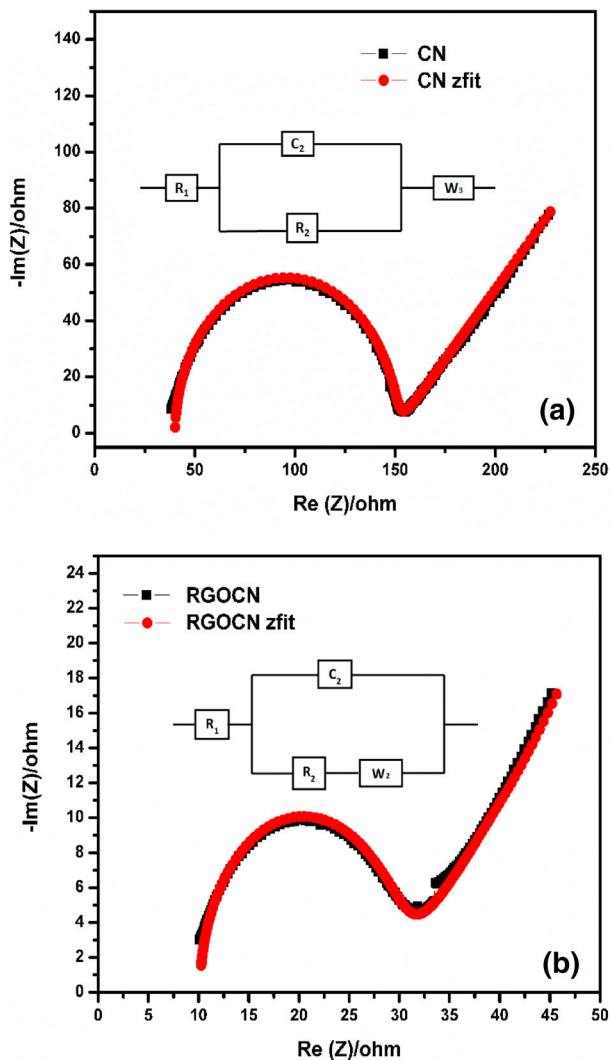 140
120
100
80
60
40
20
0
-Im(Z)/ohm
CN
CN zfit
C₂
R₁
W₃
R₂
(a)
0 50 100 150 200 250
Re (Z)/ohm
24
22
20
18
16
14
12
10
8
6
4
2
0
-Im(Z)/ohm
RGOCN
RGOCN zfit
C₂
R₁
R₂ W₂
(b)
0 5 10 15 20 25 30 35 40 45 50
Re (Z)/ohm